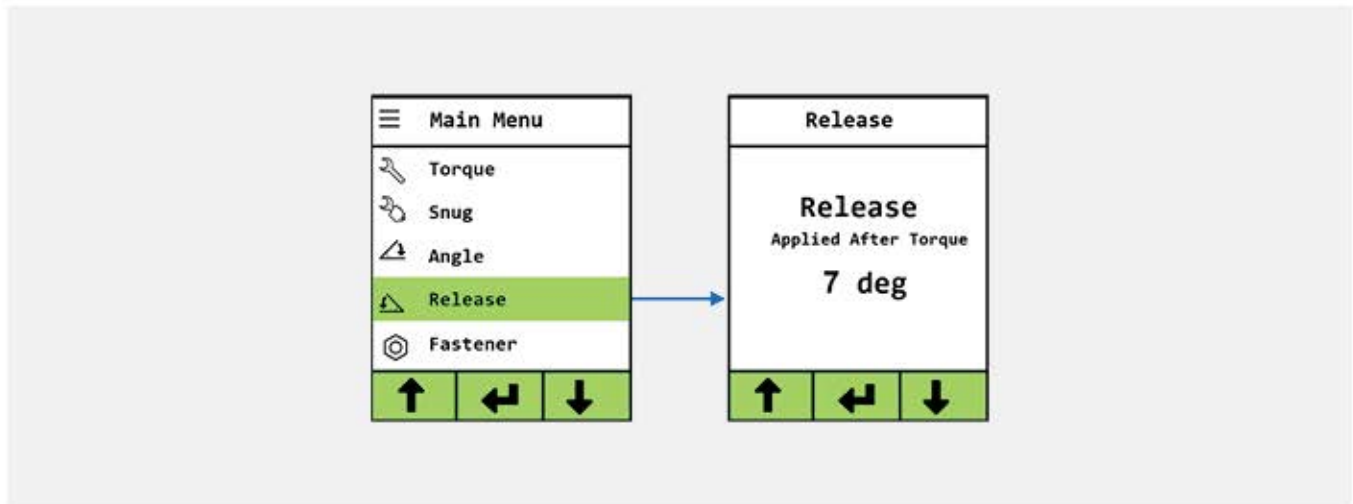 Main Menu
Torque
Snug
Angle
Release
Fastener
Release
Release
Applied After Torque
7 deg